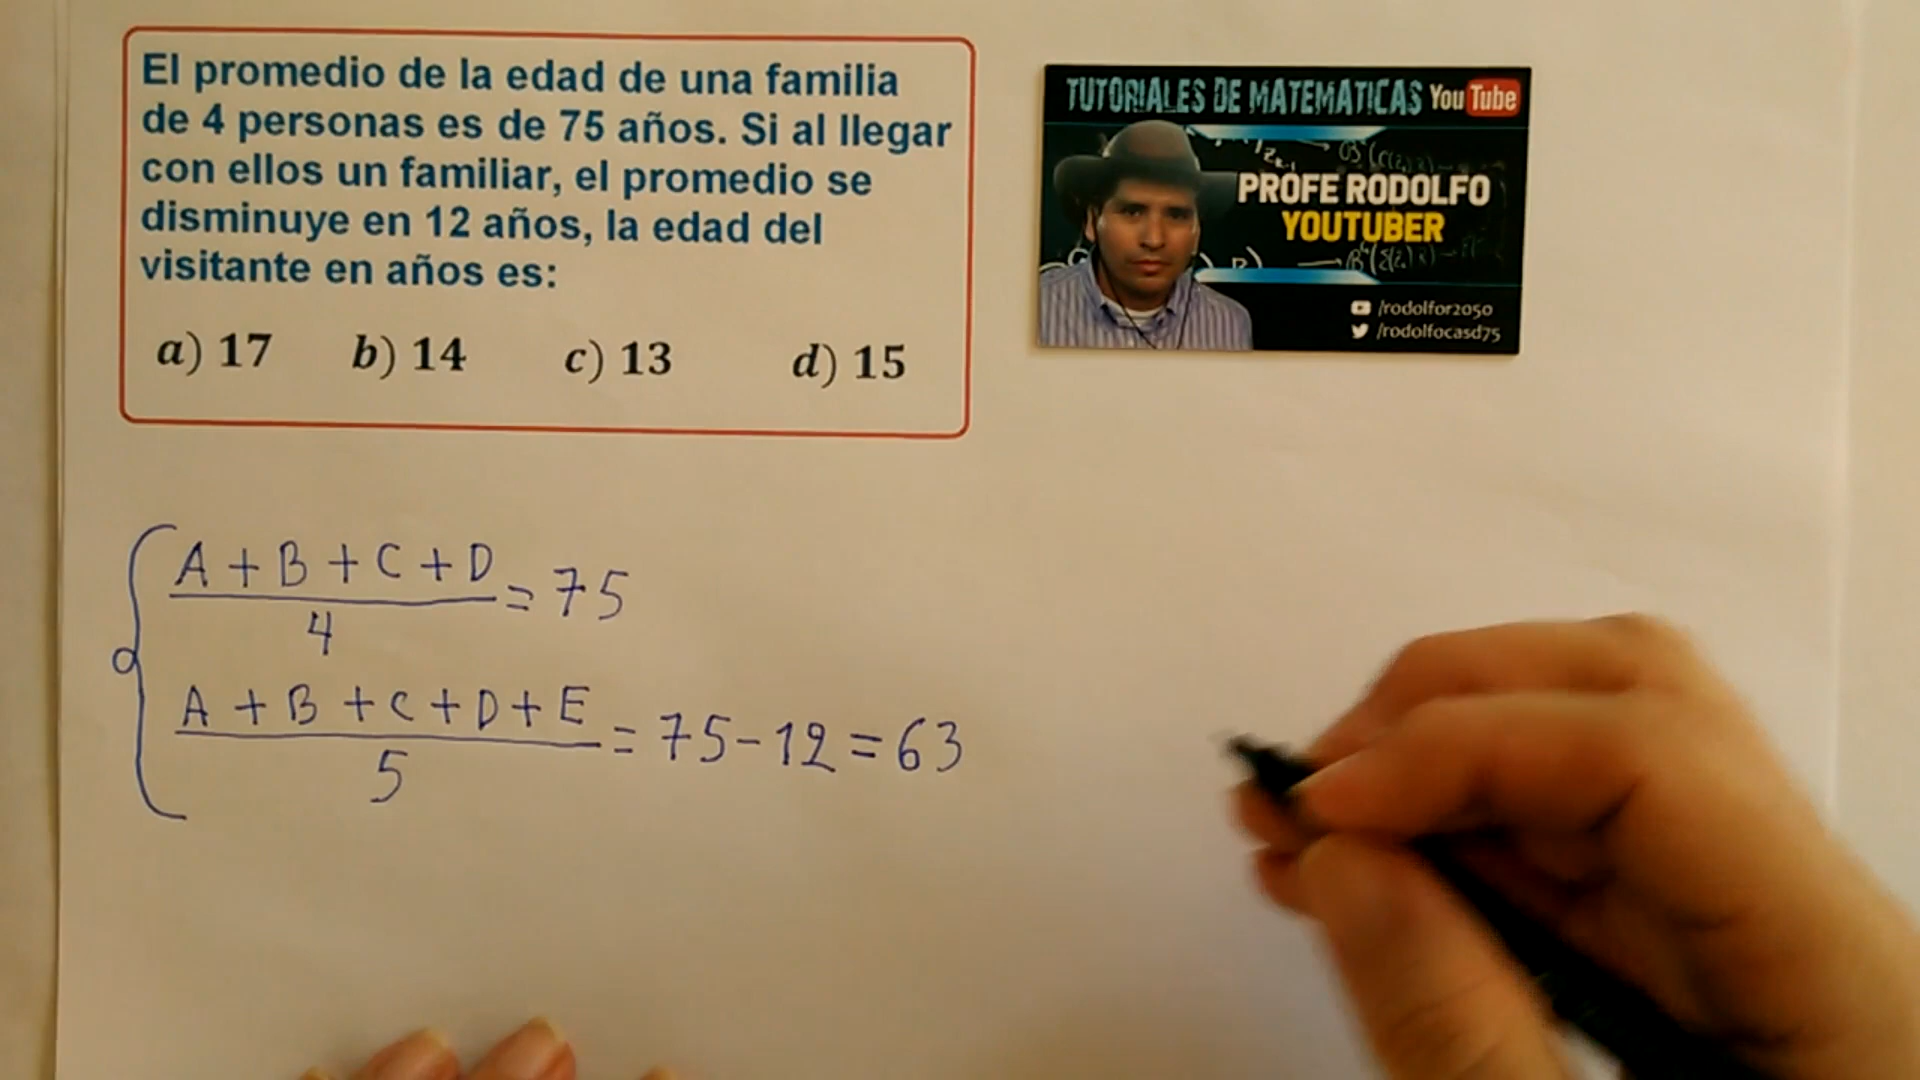 El promedio de la edad de una familia
de 4 personas es de 75 años. Si al llegar
con ellos un familiar, el promedio se
disminuye en 12 años, la edad del
visitante en años es:
a) 17 b) 14 c) 13 d) 15
TUTORIALES DE MATEMATICAS YouTube
PROFE RODOLFO
YOUTUBER
/rodolfor2050
/rodolfocasd75
A + B + C + D
= 75
4
A + B + C + D + E
= 75 - 12 = 63
5